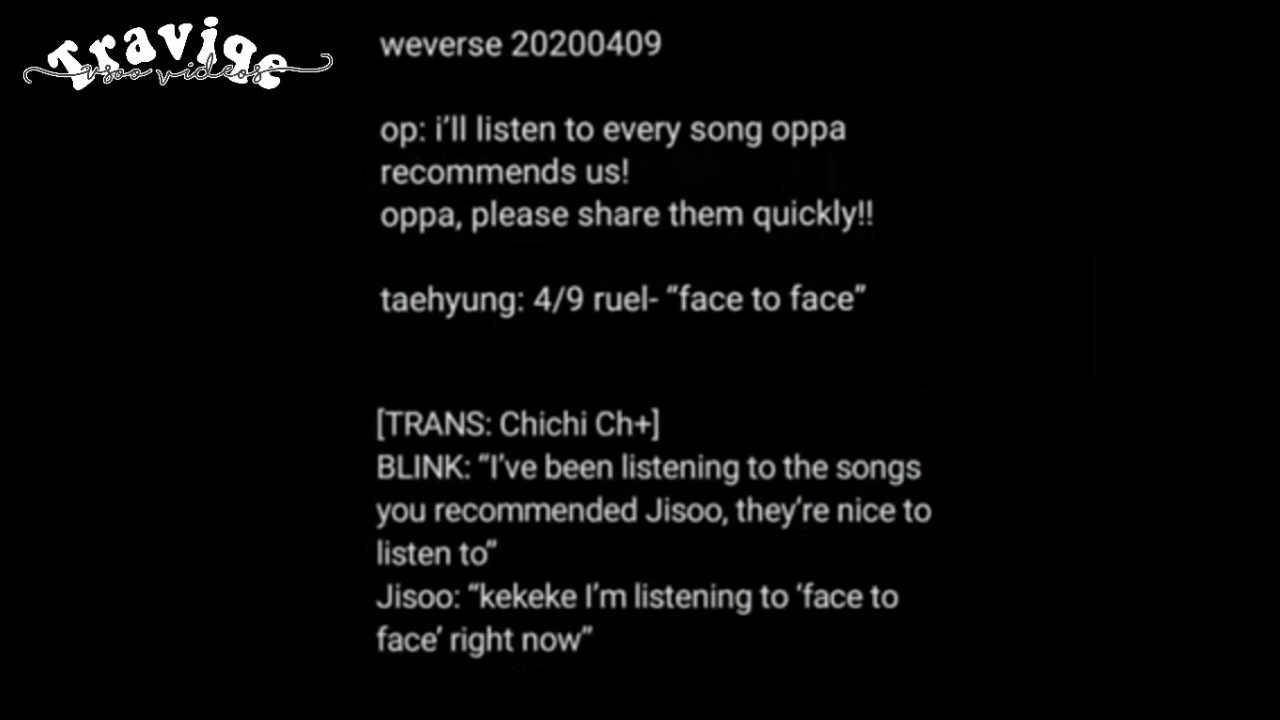 Travige
vsoo videos
weverse 20200409
op: i'll listen to every song oppa
recommends us!
oppa, please share them quickly!!
taehyung: 4/9 ruel- “face to face”
[TRANS: Chichi Ch+]
BLINK: “I've been listening to the songs
you recommended Jisoo, they're nice to
listen to”
Jisoo: “kekeke I'm listening to ‘face to
face’ right now”